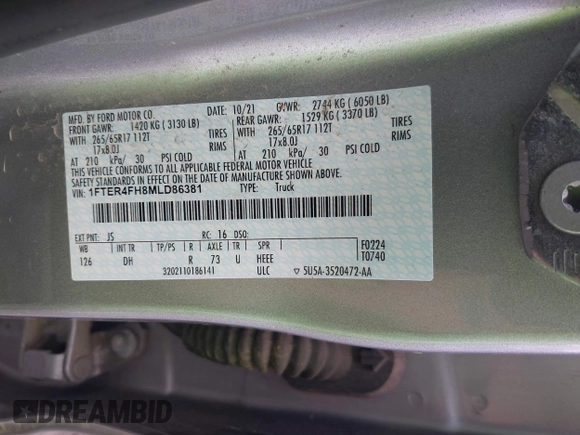 MFD. BY FORD MOTOR CO.
DATE: 10/21 GVWR: 2744 KG ( 6050 LB)
FRONT GAWR: 1420 KG ( 3130 LB) REAR GAWR: 1529 KG ( 3370 LB)
WITH 265/65R17 112T TIRES WITH 265/65R17 112T TIRES
17x8.0J RIMS 17x8.0J RIMS
AT 210 kPa/ 30 PSI COLD AT 210 kPa/ 30 PSI COLD
THIS VEHICLE CONFORMS TO ALL APPLICABLE FEDERAL MOTOR VEHICLE
SAFETY STANDARDS IN EFFECT ON THE DATE OF MANUFACTURE SHOWN ABOVE.
VIN: 1FTER4FH8MLD86381 TYPE: Truck
EXT PNT: JS RC: 16 DSO:
WB INT TR TP/PS R AXLE TR SPR F0224
126 DH R 73 U HEEE T0740
3202110186141 ULC 5U5A-3520472-AA
DREAMBID